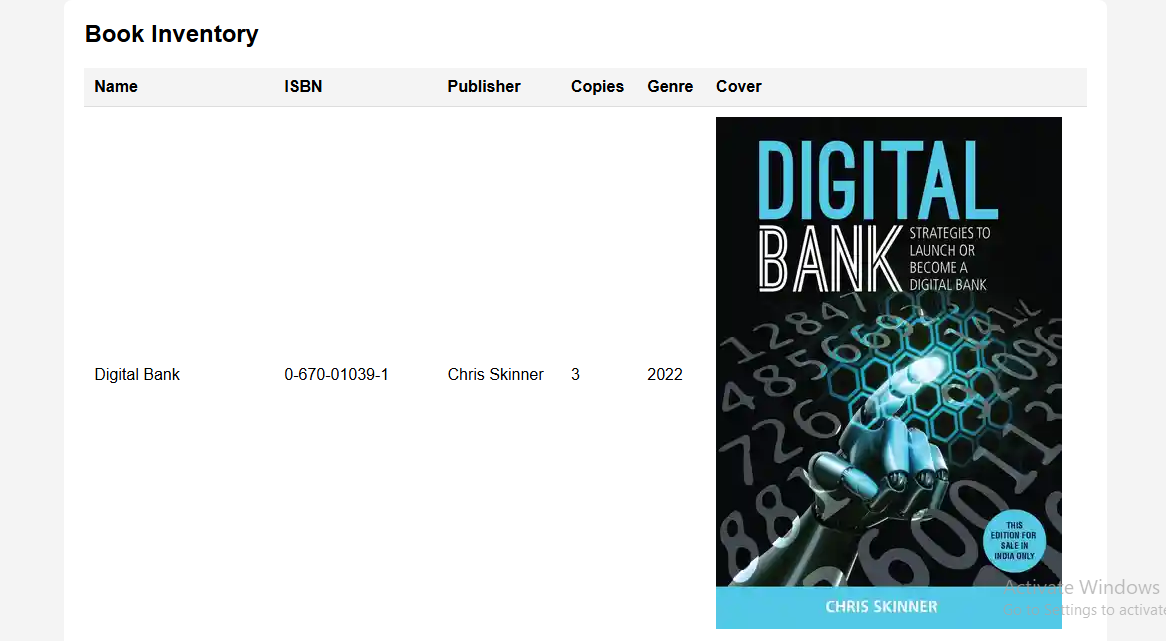 Book Inventory
Name ISBN Publisher Copies Genre Cover
DIGITAL
BANK
STRATEGIES TO
LAUNCH OR
BECOME A
DIGITAL BANK
Digital Bank 0-670-01039-1 Chris Skinner 3 2022
THIS
EDITION FOR
SALE IN
INDIA ONLY
CHRIS SKINNER
Activate Windows
Go to Settings to activate